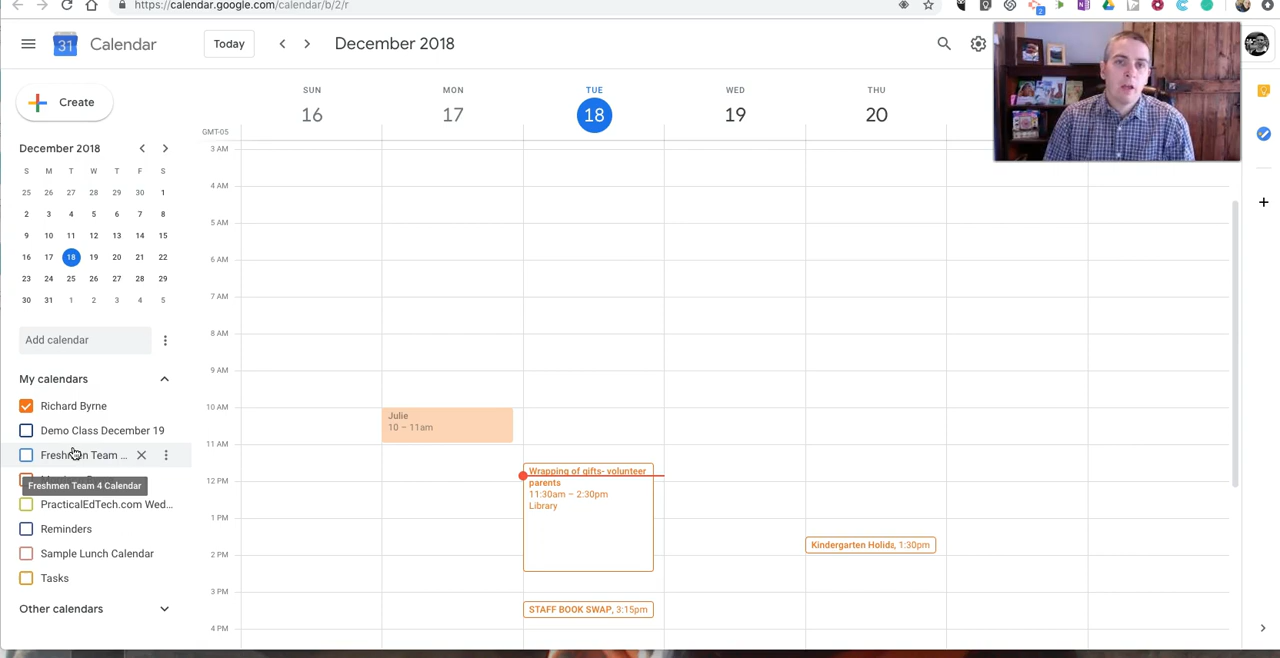 https://calendar.google.com/calendar/b/2/r
2
31
Calendar
Today
December 2018
Create
SUN
MON
TUE
WED
THU
16
17
18
19
20
GMT-05
December 2018
S M T W T F S
25 26 27 28 29 30 1
2 3 4 5 6 7 8
9 10 11 12 13 14 15
16 17 18 19 20 21 22
23 24 25 26 27 28 29
30 31 1 2 3 4 5
Add calendar
My calendars
Richard Byrne
Demo Class December 19
Freshmen Team ...
Freshmen Team 4 Calendar
PracticalEdTech.com Wed...
Reminders
Sample Lunch Calendar
Tasks
Other calendars
3 AM
4 AM
5 AM
6 AM
7 AM
8 AM
9 AM
10 AM
11 AM
12 PM
1 PM
2 PM
3 PM
4 PM
Julie
10 – 11am
Wrapping of gifts- volunteer
parents
11:30am – 2:30pm
Library
STAFF BOOK SWAP, 3:15pm
Kindergarten Holida, 1:30pm